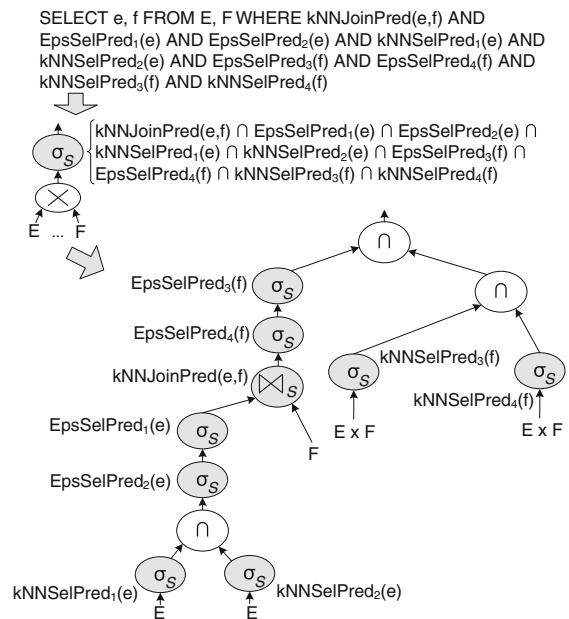 SELECT e, f FROM E, F WHERE kNNJoinPred(e,f) AND
EpsSelPred₁(e) AND EpsSelPred₂(e) AND kNNSelPred₁(e) AND
kNNSelPred₂(e) AND EpsSelPred₃(f) AND EpsSelPred₄(f) AND
kNNSelPred₃(f) AND kNNSelPred₄(f)
kNNJoinPred(e,f) ∩ EpsSelPred₁(e) ∩ EpsSelPred₂(e) ∩
σS
kNNSelPred₁(e) ∩ kNNSelPred₂(e) ∩ EpsSelPred₃(f) ∩
EpsSelPred₄(f) ∩ kNNSelPred₃(f) ∩ kNNSelPred₄(f)
×
E ... F
∩
EpsSelPred₃(f) σS
∩
EpsSelPred₄(f) σS
kNNSelPred₃(f)
kNNJoinPred(e,f) ⋈S
σS
σS
kNNSelPred₄(f)
EpsSelPred₁(e) σS
E x F
E x F
F
EpsSelPred₂(e) σS
∩
σS
σS
kNNSelPred₁(e)
kNNSelPred₂(e)
E
E